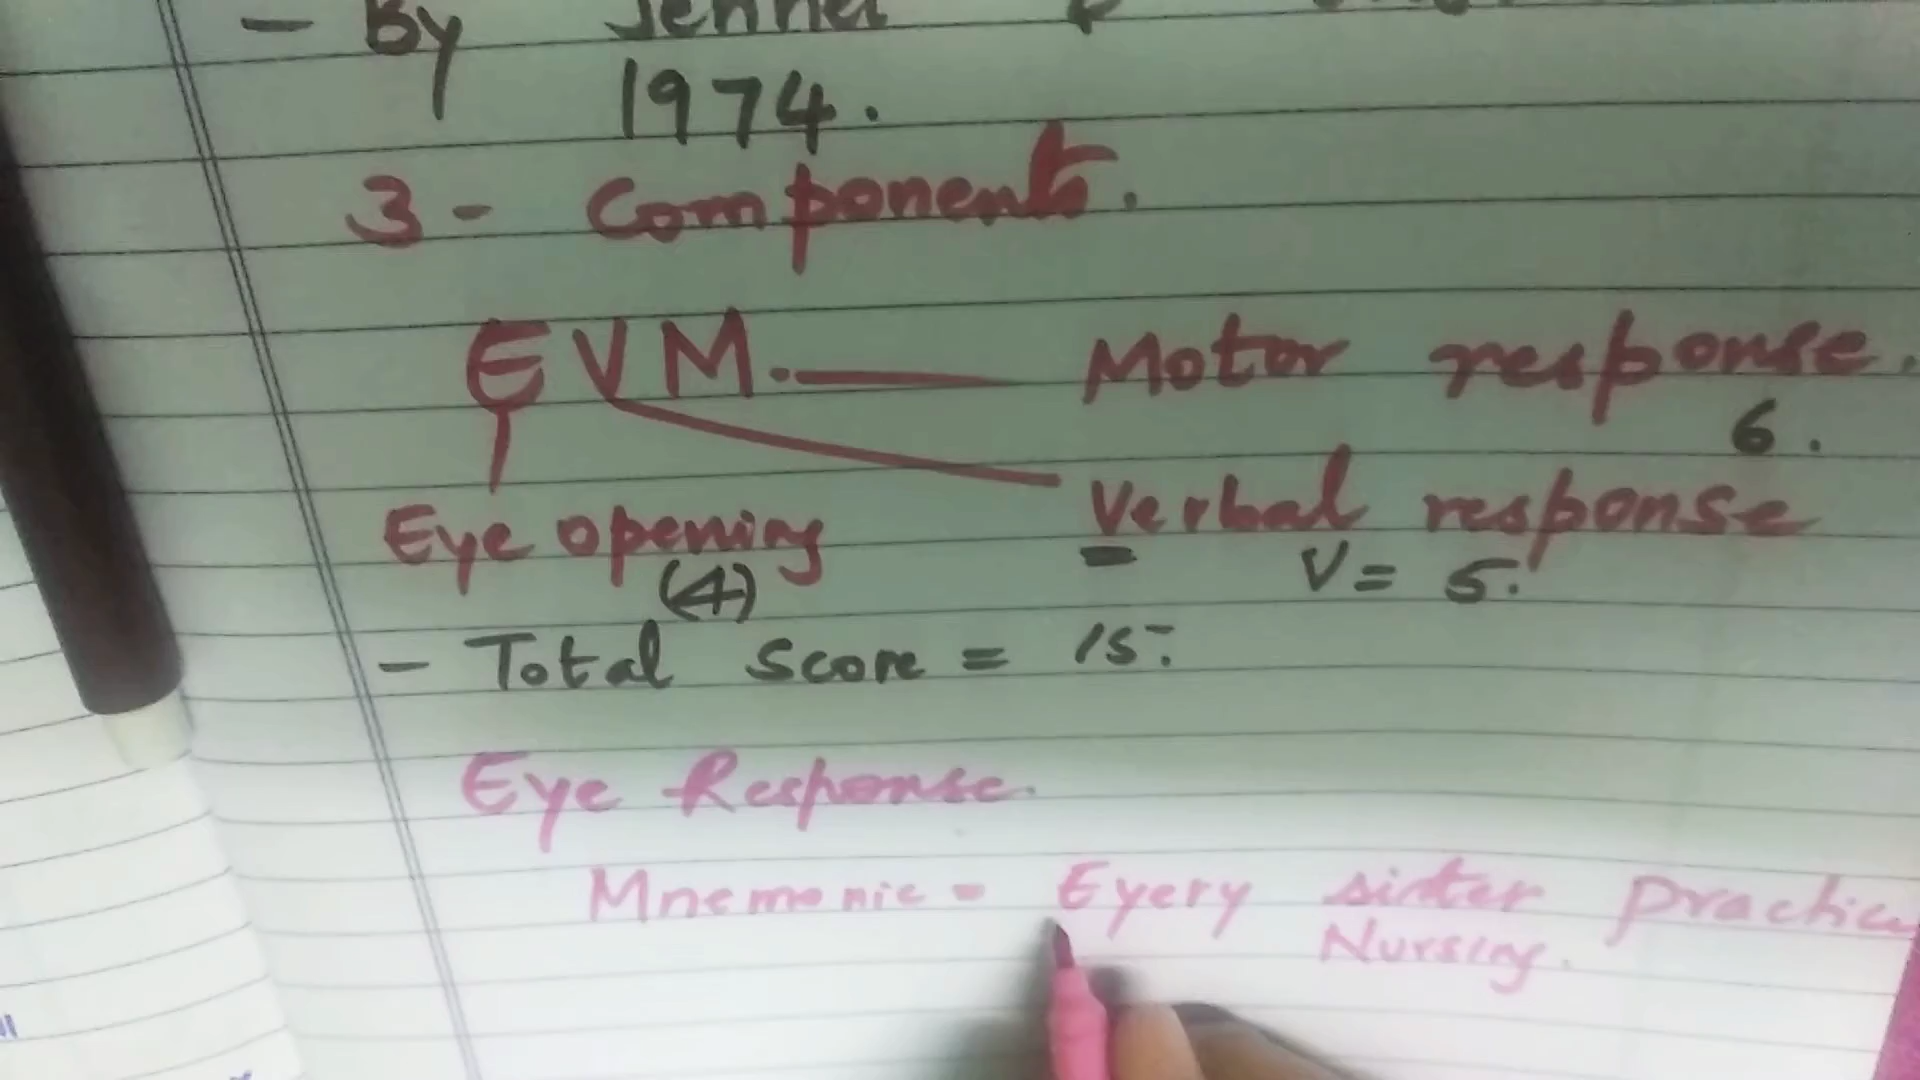 - By
1974.
3 - Components.
EVM. Motor response.
6.
Eye opening Verbal response
(4) V = 5.
- Total Score = 15.
Eye Response.
Mnemonic = Eyery sister practice
Nursing.